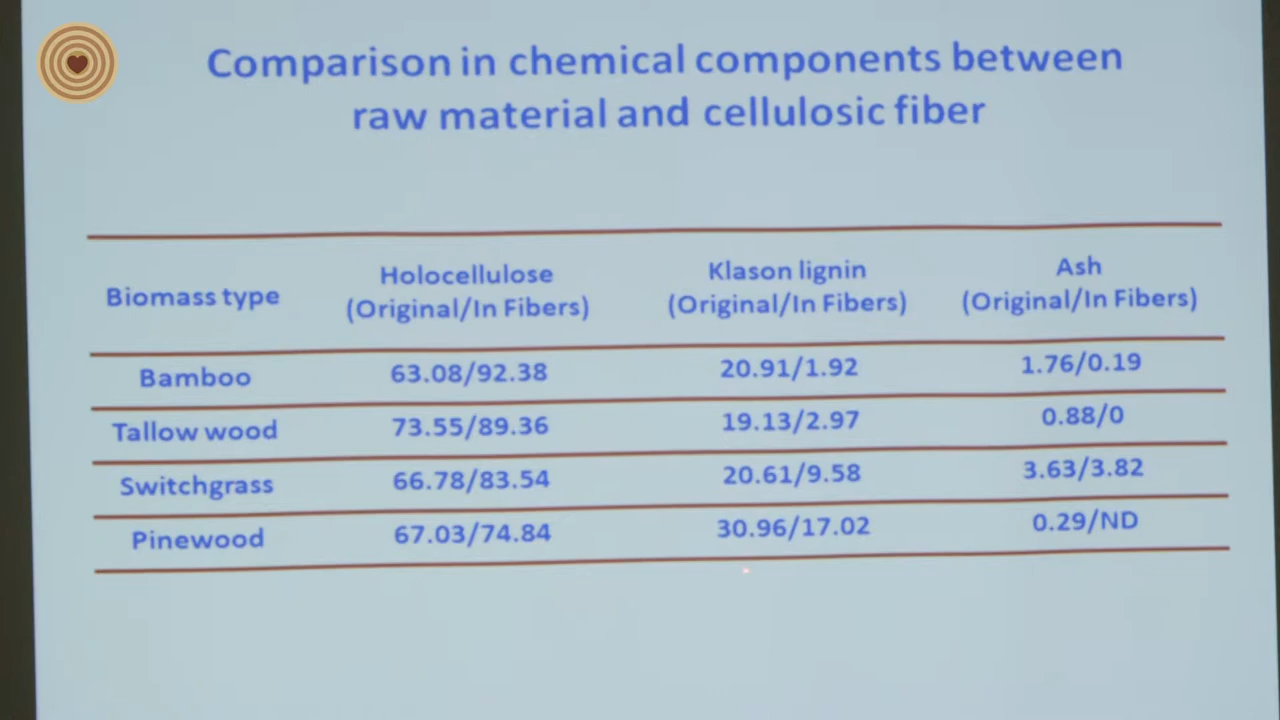 Comparison in chemical components between
raw material and cellulosic fiber
Biomass type Holocellulose (Original/In Fibers) Klason lignin (Original/In Fibers) Ash (Original/In Fibers)
Bamboo 63.08/92.38 20.91/1.92 1.76/0.19
Tallow wood 73.55/89.36 19.13/2.97 0.88/0
Switchgrass 66.78/83.54 20.61/9.58 3.63/3.82
Pinewood 67.03/74.84 30.96/17.02 0.29/ND